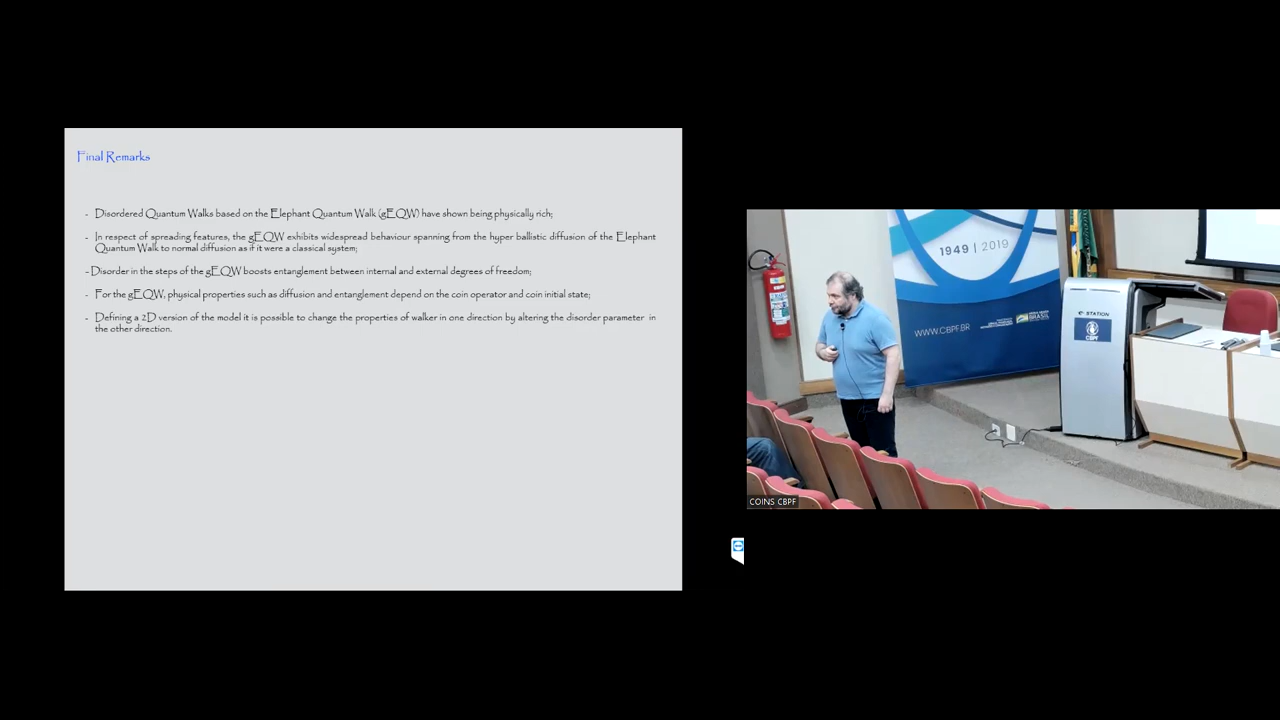 Final Remarks
- Disordered Quantum Walks based on the Elephant Quantum Walk (gEQW) have shown being physically rich;
- In respect of spreading features, the gEQW exhibits widespread behaviour spanning from the hyper ballistic diffusion of the Elephant
Quantum Walk to normal diffusion as if it were a classical system;
- Disorder in the steps of the gEQW boosts entanglement between internal and external degrees of freedom;
- For the gEQW, physical properties such as diffusion and entanglement depend on the coin operator and coin initial state;
- Defining a 2D version of the model it is possible to change the properties of walker in one direction by altering the disorder parameter in
the other direction.
1949 | 2019
WWW.CBPF.BR
BRASIL
STATION
CBPF
COINS CBPF